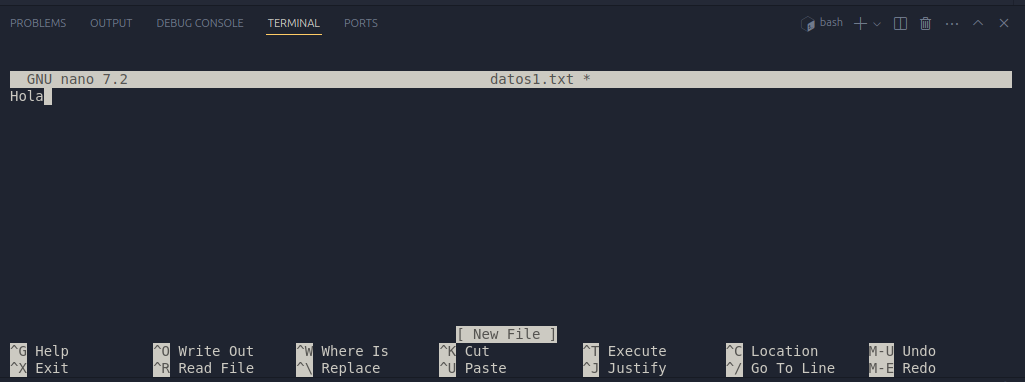 PROBLEMS OUTPUT DEBUG CONSOLE TERMINAL PORTS bash
GNU nano 7.2 datos1.txt *
Hola
[ New File ]
^G Help ^O Write Out ^W Where Is ^K Cut ^T Execute ^C Location M-U Undo
^X Exit ^R Read File ^\ Replace ^U Paste ^J Justify ^/ Go To Line M-E Redo